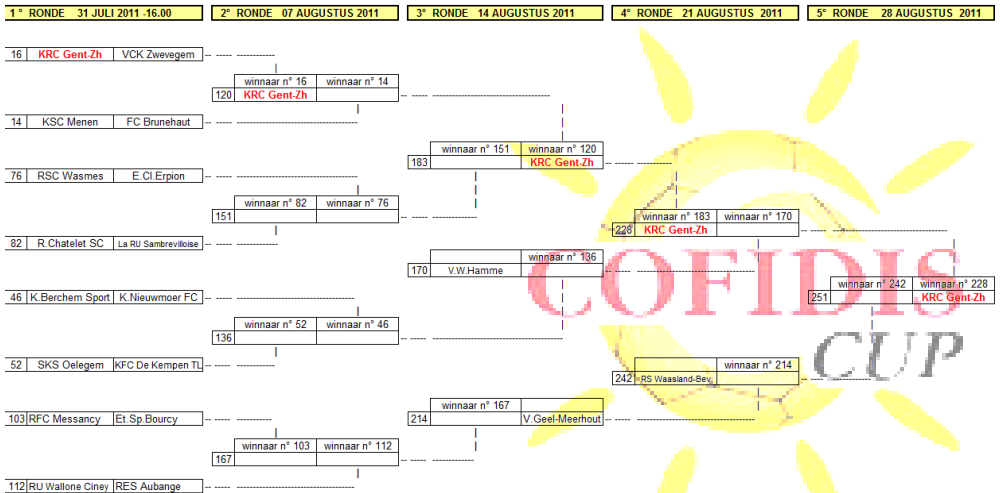 1 ° RONDE 31 JULI 2011 -16.00 2° RONDE 07 AUGUSTUS 2011 3° RONDE 14 AUGUSTUS 2011 4° RONDE 21 AUGUSTUS 2011 5° RONDE 28 AUGUSTUS 2011
16 KRC Gent-Zh VCK Zwevegem
winnaar n° 16 winnaar n° 14
120 KRC Gent-Zh
14 KSC Menen FC Brunehaut
winnaar n° 151 winnaar n° 120
183 KRC Gent-Zh
76 RSC Wasmes E.Cl.Erpion
winnaar n° 82 winnaar n° 76
151
winnaar n° 183 winnaar n° 170
228 KRC Gent-Zh
82 R.Chatelet SC La RU Sambrevilloise
winnaar n° 136
170 V.W.Hamme
COFIDIS
CUP
winnaar n° 242 winnaar n° 228
251 KRC Gent-Zh
46 K.Berchem Sport K.Nieuwmoer FC
winnaar n° 52 winnaar n° 46
136
52 SKS Oelegem KFC De Kempen TL
winnaar n° 214
242 RS Waasland-Bev.
winnaar n° 167
214 V.Geel-Meerhout
103 RFC Messancy Et.Sp.Bourcy
winnaar n° 103 winnaar n° 112
167
112 RU Wallone Ciney RES Aubange